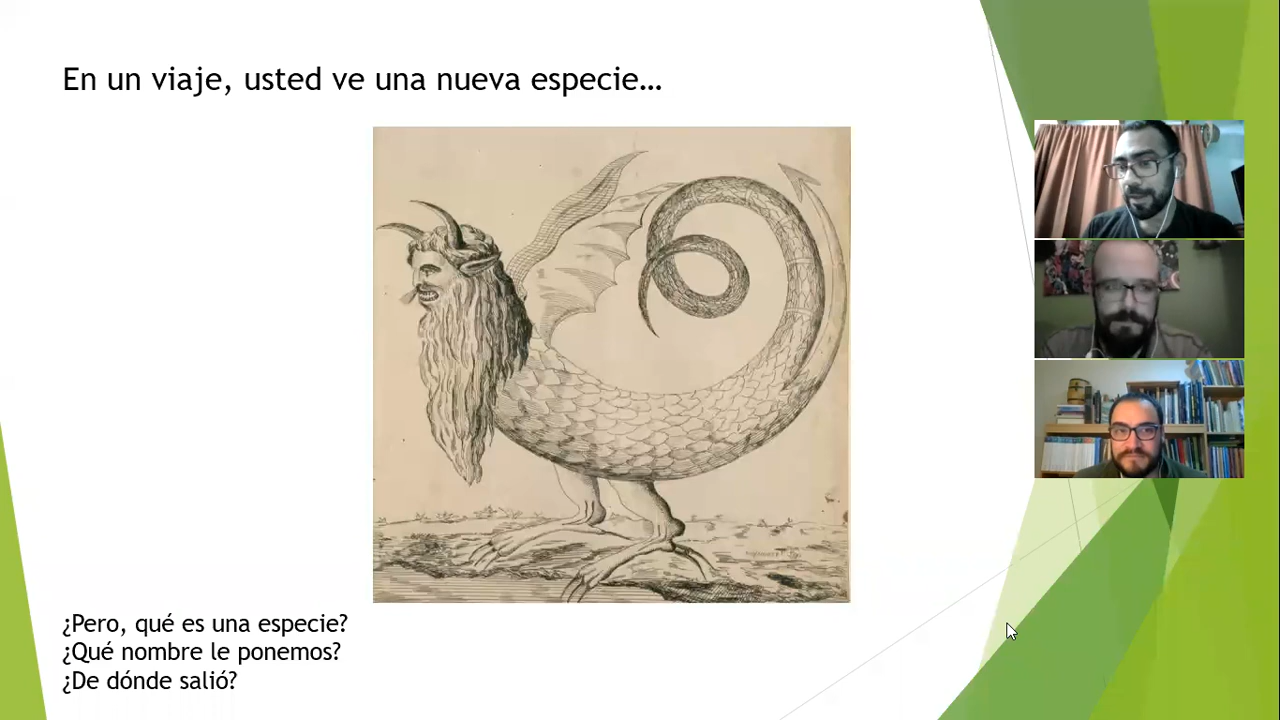 En un viaje, usted ve una nueva especie…
¿Pero, qué es una especie?
¿Qué nombre le ponemos?
¿De dónde salió?